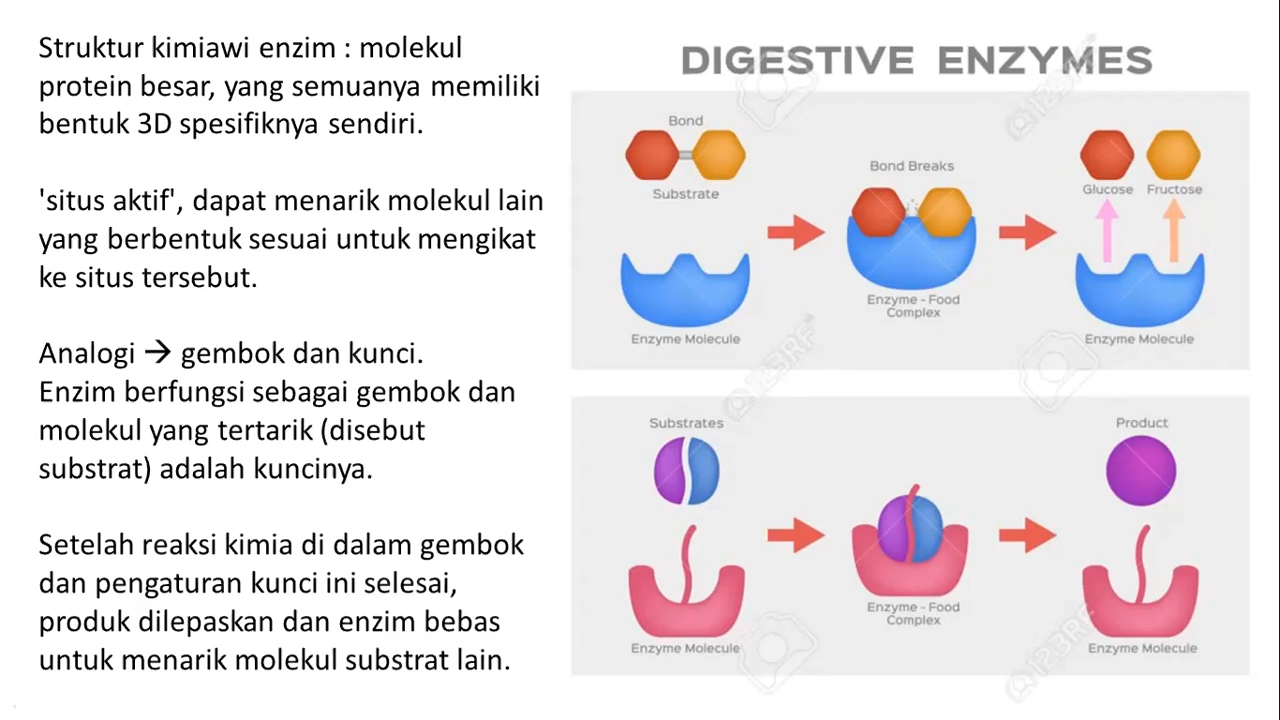 Struktur kimiawi enzim : molekul
protein besar, yang semuanya memiliki
bentuk 3D spesifiknya sendiri.
'situs aktif', dapat menarik molekul lain
yang berbentuk sesuai untuk mengikat
ke situs tersebut.
Analogi → gembok dan kunci.
Enzim berfungsi sebagai gembok dan
molekul yang tertarik (disebut
substrat) adalah kuncinya.
Setelah reaksi kimia di dalam gembok
dan pengaturan kunci ini selesai,
produk dilepaskan dan enzim bebas
untuk menarik molekul substrat lain.
DIGESTIVE ENZYMES
Bond
Substrate
Enzyme Molecule
Bond Breaks
Enzyme - Food
Complex
Glucose Fructose
Enzyme Molecule
Substrates
Enzyme Molecule
Enzyme - Food
Complex
Product
Enzyme Molecule
123RF
123RF
123RF